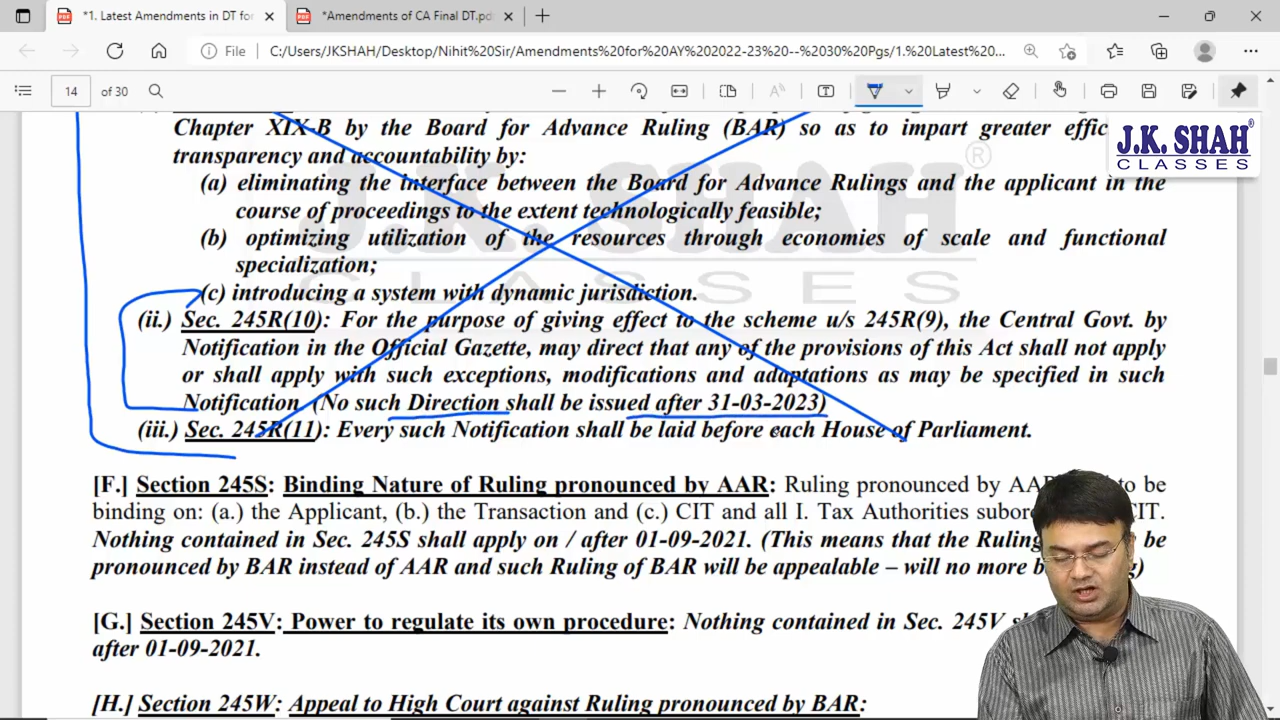 *1. Latest Amendments in DT for
*Amendments of CA Final DT.pd
File
C:/Users/JKSHAH/Desktop/Nihit%20Sir/Amendments%20for%20AY%202022-23%20--%2030%20Pgs/1.%20Latest%20...
14 of 30
Chapter XIX-B by the Board for Advance Ruling (BAR) so as to impart greater effic
transparency and accountability by:
(a) eliminating the interface between the Board for Advance Rulings and the applicant in the
course of proceedings to the extent technologically feasible;
(b) optimizing utilization of the resources through economies of scale and functional
specialization;
(c) introducing a system with dynamic jurisdiction.
(ii.) Sec. 245R(10): For the purpose of giving effect to the scheme u/s 245R(9), the Central Govt. by
Notification in the Official Gazette, may direct that any of the provisions of this Act shall not apply
or shall apply with such exceptions, modifications and adaptations as may be specified in such
Notification. (No such Direction shall be issued after 31-03-2023)
(iii.) Sec. 245R(11): Every such Notification shall be laid before each House of Parliament.
[F.] Section 245S: Binding Nature of Ruling pronounced by AAR: Ruling pronounced by AA to be
binding on: (a.) the Applicant, (b.) the Transaction and (c.) CIT and all I. Tax Authorities subor CIT.
Nothing contained in Sec. 245S shall apply on / after 01-09-2021. (This means that the Ruling be
pronounced by BAR instead of AAR and such Ruling of BAR will be appealable – will no more b
[G.] Section 245V: Power to regulate its own procedure: Nothing contained in Sec. 245V
after 01-09-2021.
[H.] Section 245W: Appeal to High Court against Ruling pronounced by BAR:
J.K. SHAH®
CLASSES
J.K. SHAH®
CLASSES